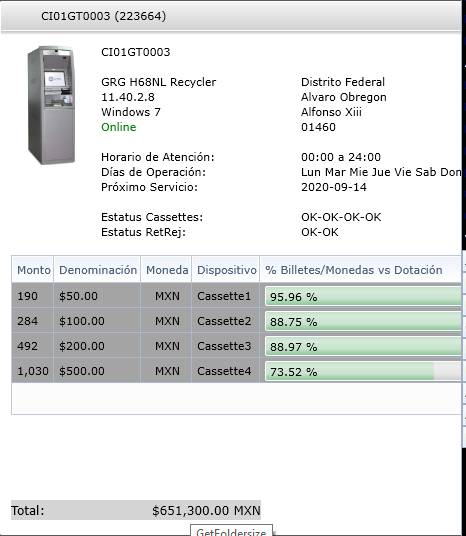 CI01GT0003 (223664)
CI01GT0003
GRG H68NL Recycler Distrito Federal
11.40.2.8 Alvaro Obregon
Windows 7 Alfonso Xiii
Online 01460
Horario de Atención: 00:00 a 24:00
Días de Operación: Lun Mar Mie Jue Vie Sab Dom
Próximo Servicio: 2020-09-14
Estatus Cassettes: OK-OK-OK-OK
Estatus RetRej: OK-OK
Monto Denominación Moneda Dispositivo % Billetes/Monedas vs Dotación
190 $50.00 MXN Cassette1 95.96 %
284 $100.00 MXN Cassette2 88.75 %
492 $200.00 MXN Cassette3 88.97 %
1,030 $500.00 MXN Cassette4 73.52 %
Total: $651,300.00 MXN
GetFoldersize